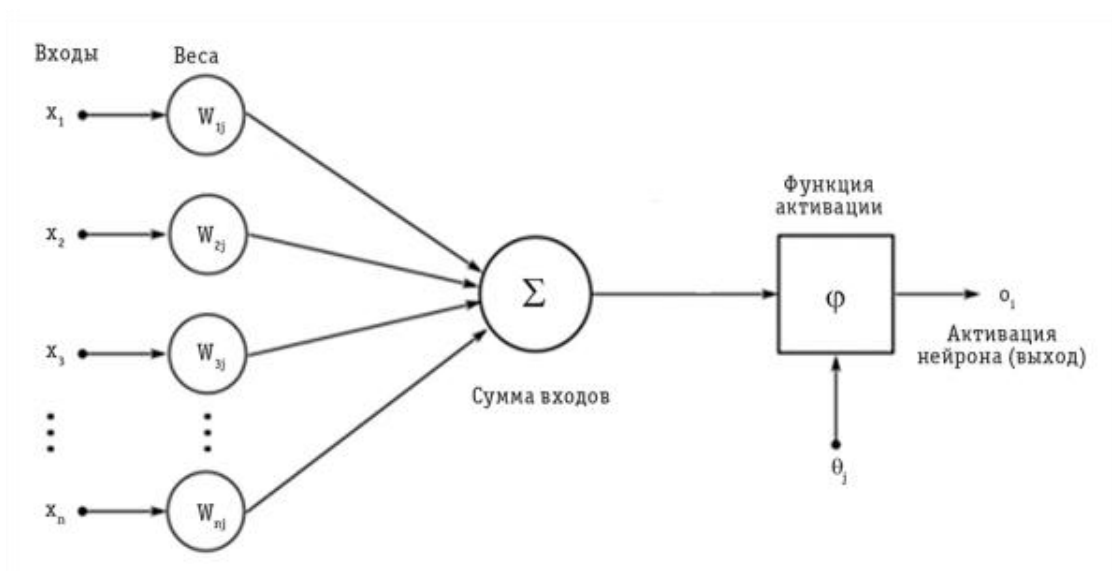 Входы
Веса
x₁
W₁ⱼ
x₂
W₂ⱼ
x₃
W₃ⱼ
xₙ
Wₙⱼ
Σ
Сумма входов
Функция
активации
φ
θⱼ
o₁
Активация
нейрона (выход)